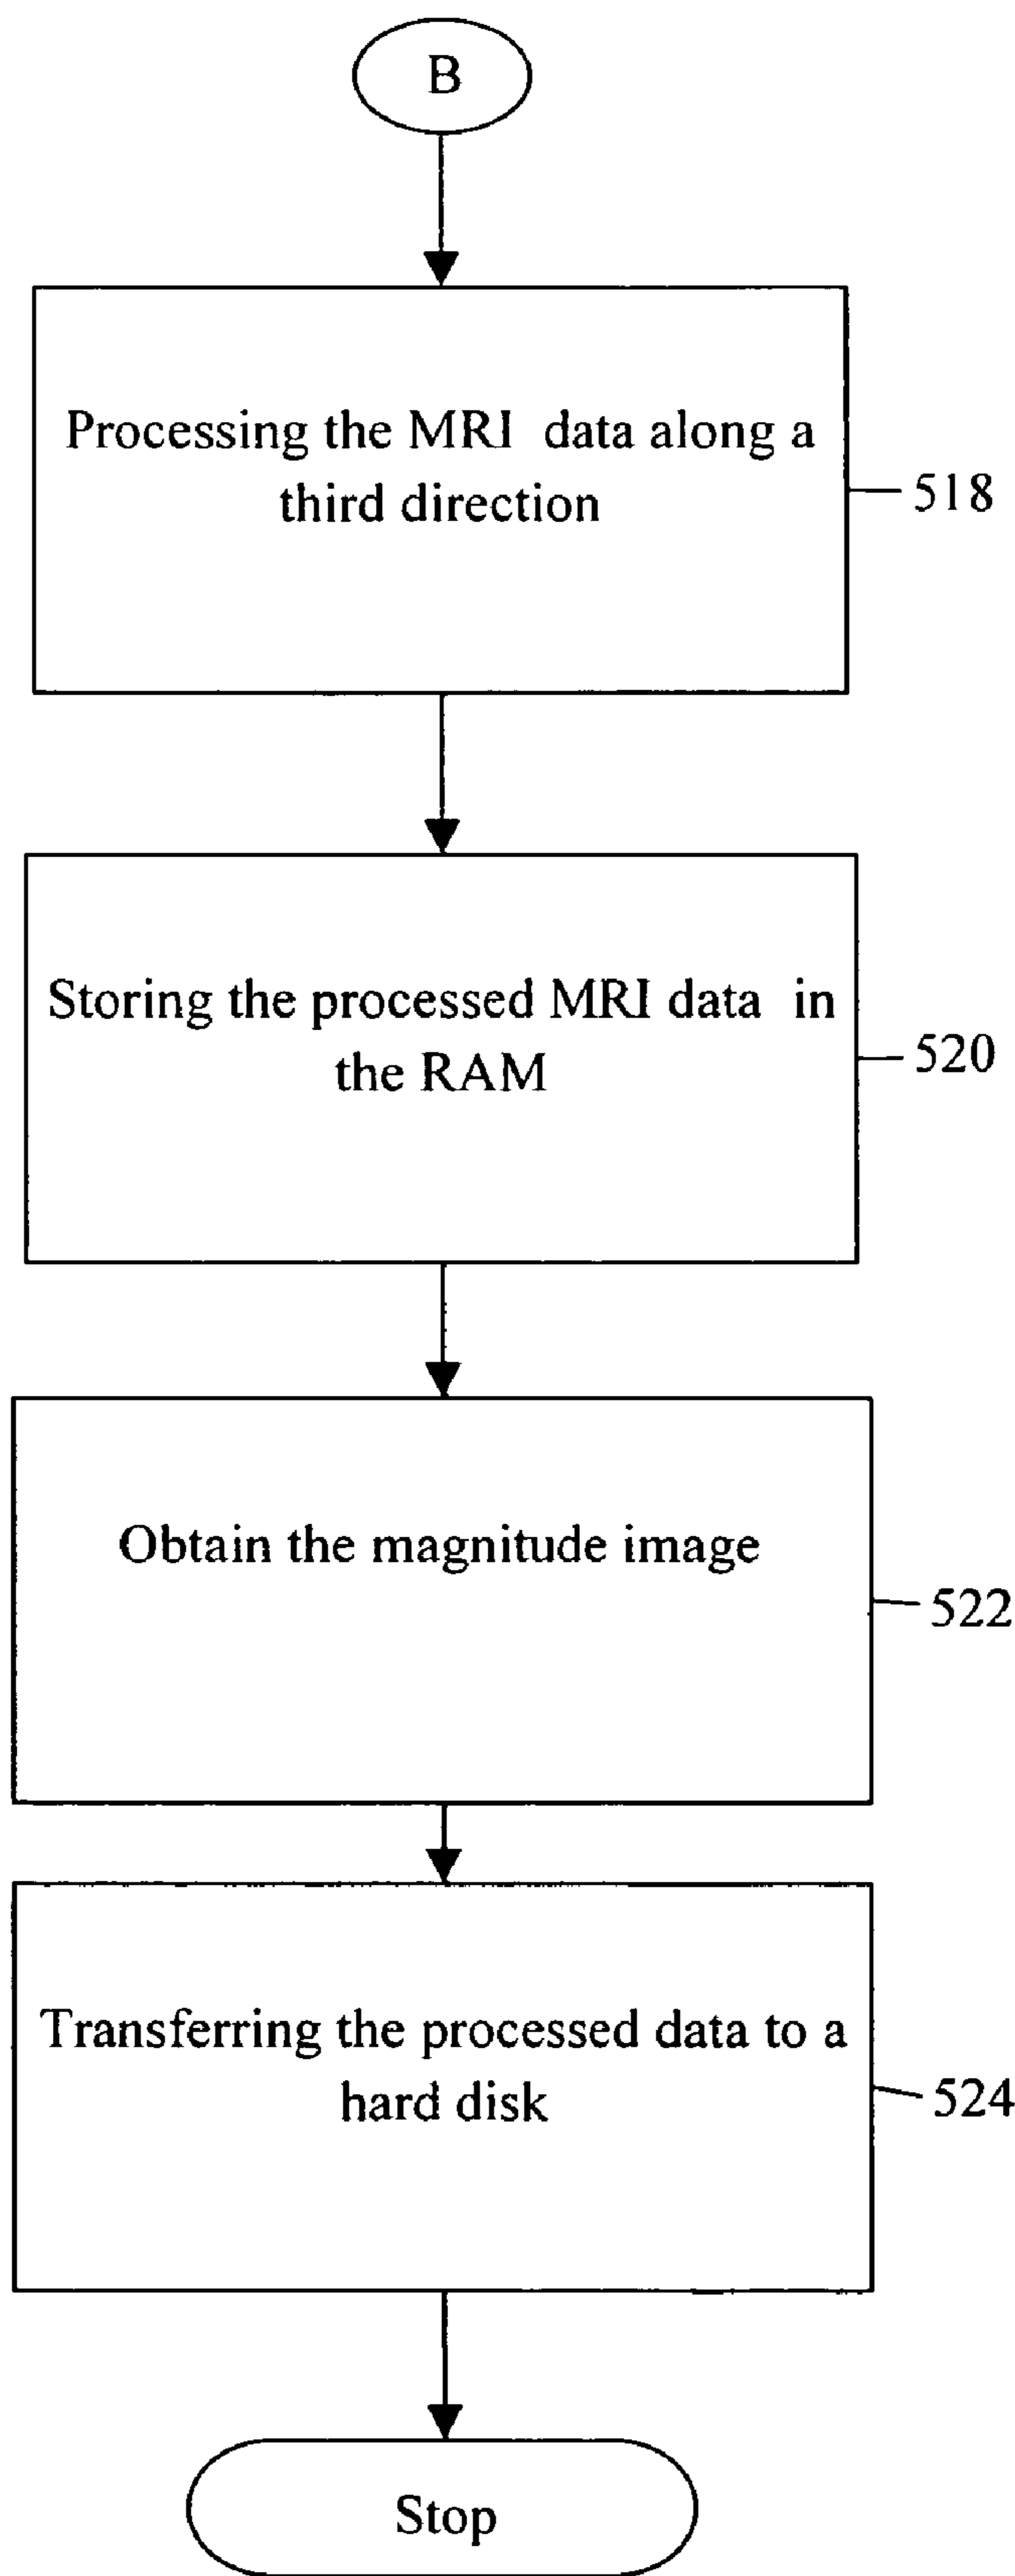 B
Processing the MRI data along a
third direction
518
Storing the processed MRI data in
the RAM
520
Obtain the magnitude image
522
Transferring the processed data to a
hard disk
524
Stop